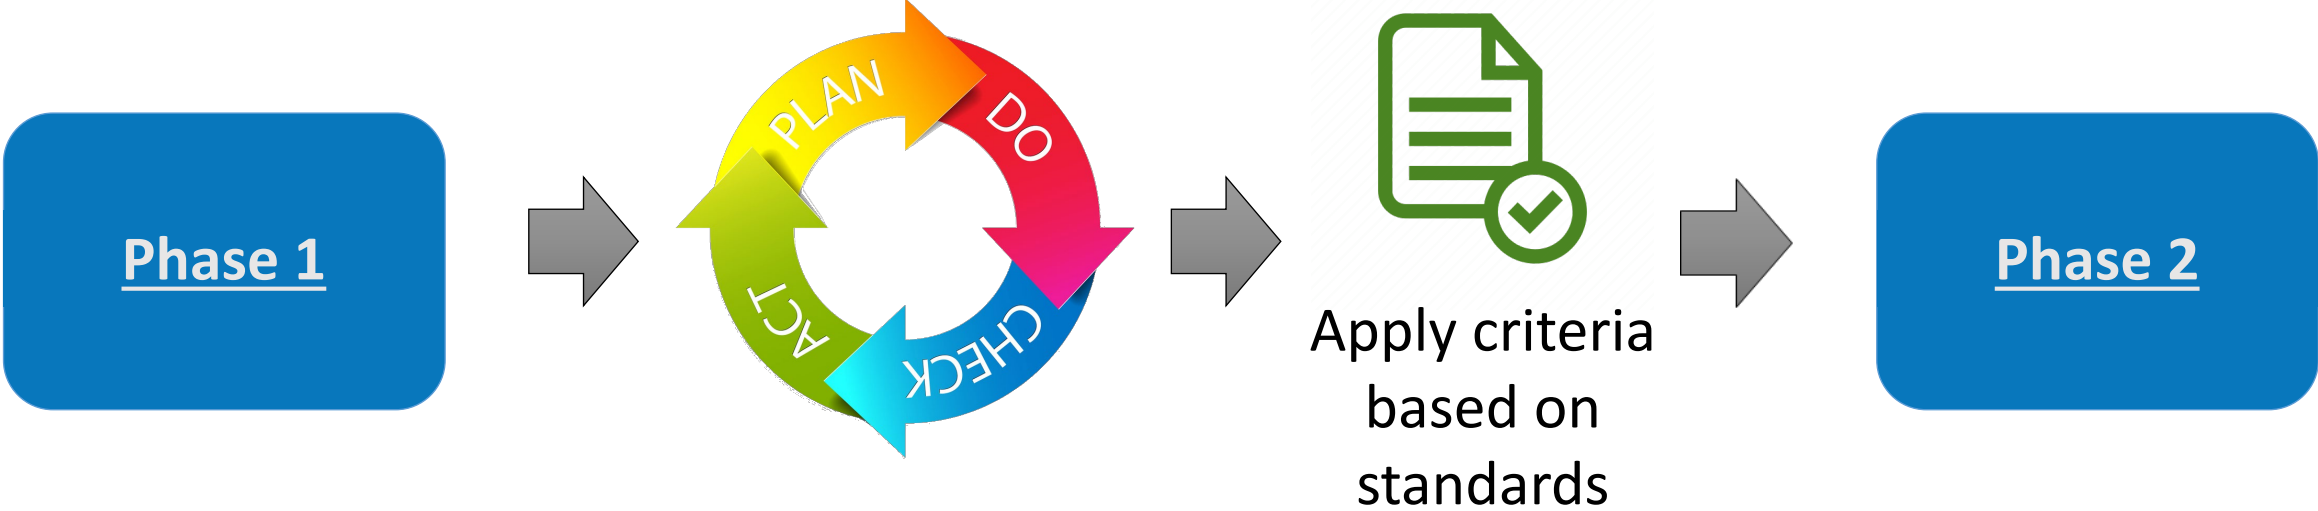 Phase 1
PLAN
DO
CHECK
ACT
Apply criteria
based on
standards
Phase 2